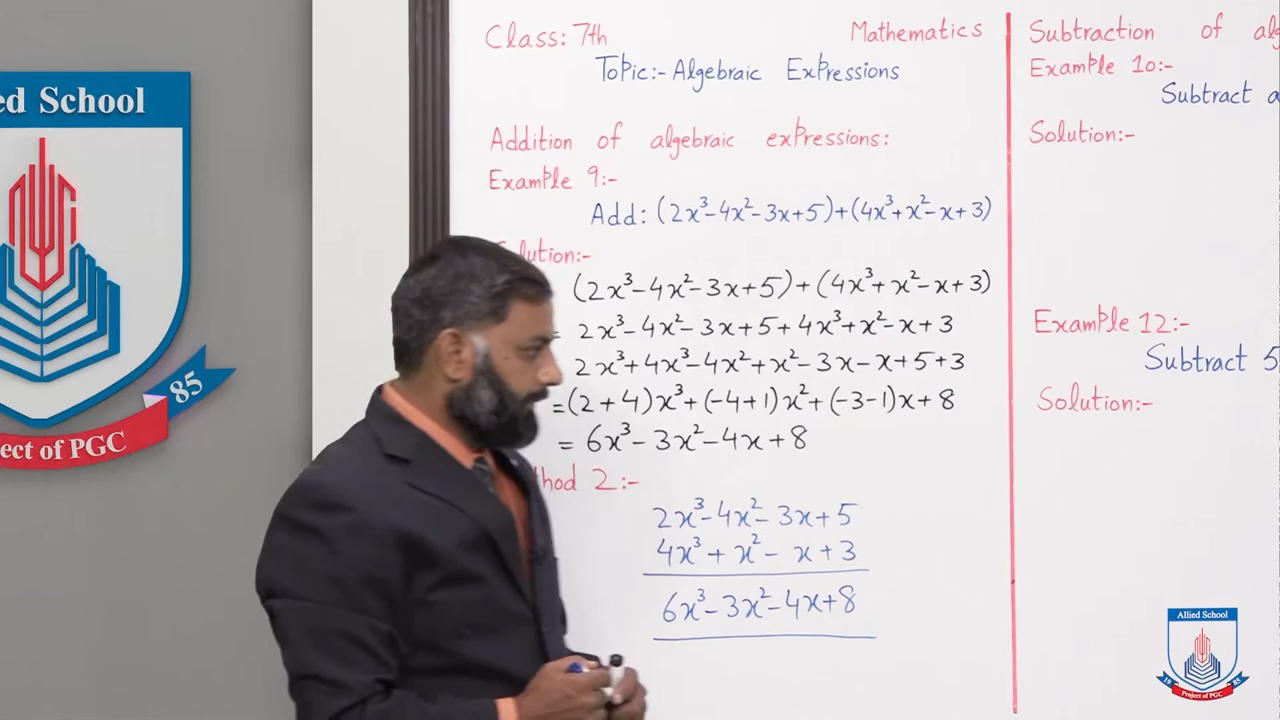 ed School
85
ect of PGC
Class: 7th Mathematics
Topic:- Algebraic Expressions
Addition of algebraic expressions:
Example 9:-
Add: (2x³-4x²-3x+5)+(4x³+x²-x+3)
olution:-
(2x³-4x²-3x+5)+(4x³+x²-x+3)
= 2x³-4x²-3x+5+4x³+x²-x+3
2x³+4x³-4x²+x²-3x-x+5+3
=(2+4)x³+(-4+1)x²+(-3-1)x+8
= 6x³-3x²-4x+8
hod 2:-
2x³-4x²-3x+5
4x³+x²-x+3
6x³-3x²-4x+8
Subtraction of alg
Example 10:-
Subtract a
Solution:-
Example 12:-
Subtract 5
Solution:-
Allied School
19 85
Project of PGC